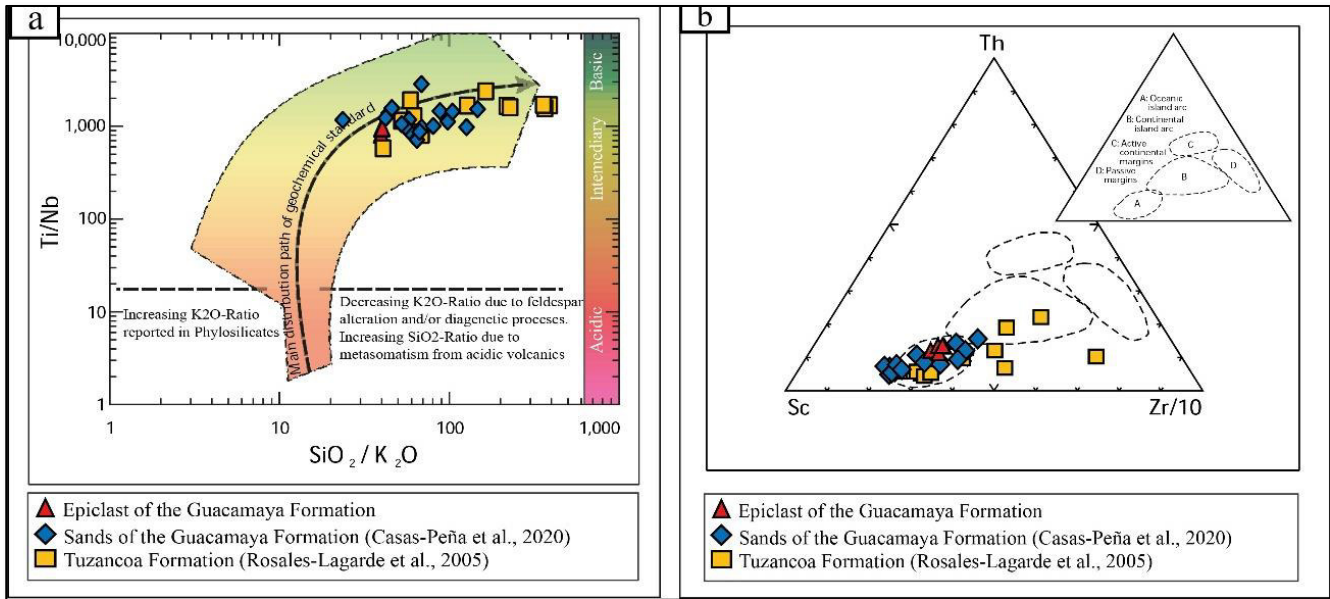 a
10,000
1,000
100
10
1
Ti/Nb
1
10
100
1,000
SiO2 / K2O
Main distribution path of geochemical standard
Increasing K2O-Ratio
reported in Phylosilicates
Decreasing K2O-Ratio due to feldespar
alteration and/or diagenetic proceses.
Increasing SiO2-Ratio due to
metasomatism from acidic volcanics
Basic
Intemediary
Acidic
Epiclast of the Guacamaya Formation
Sands of the Guacamaya Formation (Casas-Peña et al., 2020)
Tuzancoa Formation (Rosales-Lagarde et al., 2005)
b
Th
Sc
Zr/10
A: Oceanic
island arc
B: Continental
island arc
C: Active
continental
margins
D: Passive
margins
C
D
B
A
Epiclast of the Guacamaya Formation
Sands of the Guacamaya Formation (Casas-Peña et al., 2020)
Tuzancoa Formation (Rosales-Lagarde et al., 2005)